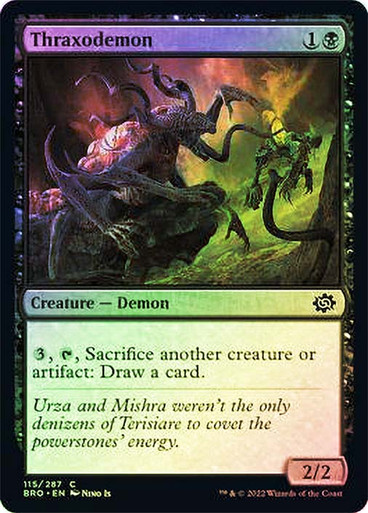 Thraxodemon 1
Creature — Demon
3, Sacrifice another creature or
artifact: Draw a card.
Urza and Mishra weren't the only
denizens of Terisiare to covet the
powerstones' energy.
2/2
115/287 C
BRO • EN Nino Is
™ & © 2022 Wizards of the Coast